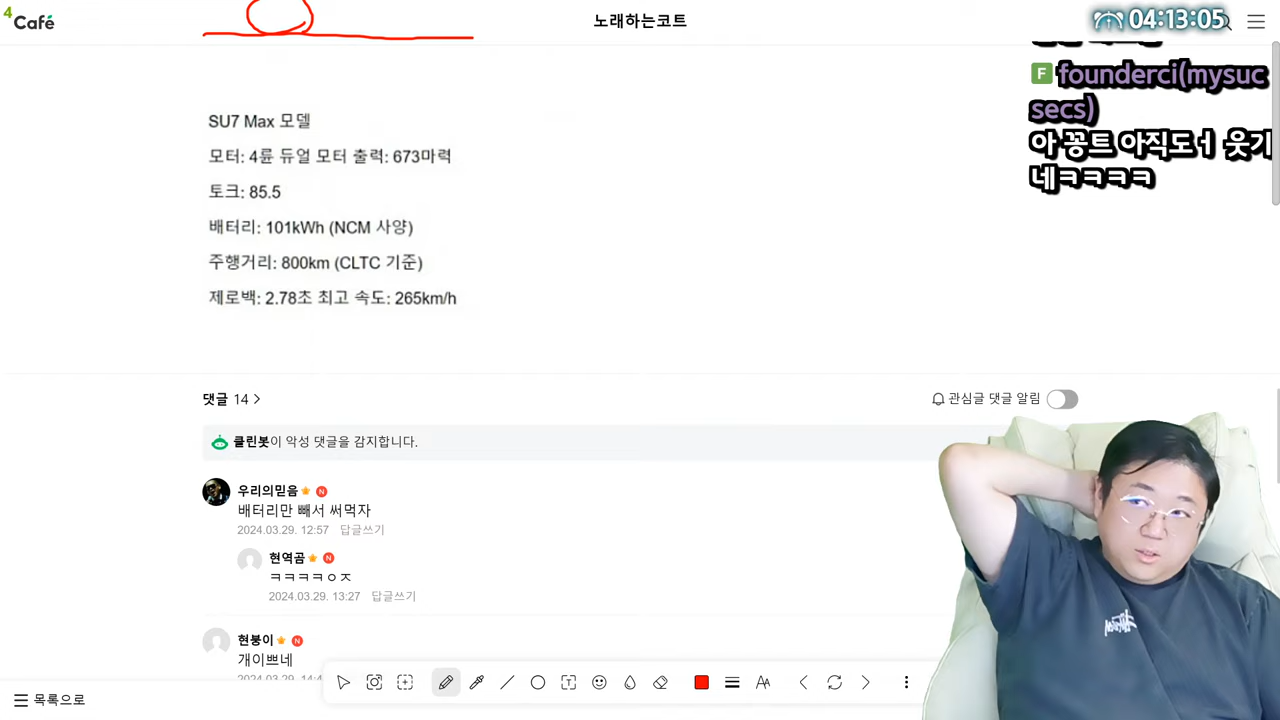 4
Café
노래하는코트
04:13:05
F founderci(mysuc
secs)
아 꽁트 아직도ㅓ 웃기
네ㅋㅋㅋㅋ
SU7 Max 모델
모터: 4륜 듀얼 모터 출력: 673마력
토크: 85.5
배터리: 101kWh (NCM 사양)
주행거리: 800km (CLTC 기준)
제로백: 2.78초 최고 속도: 265km/h
댓글 14
관심글 댓글 알림
클린봇이 악성 댓글을 감지합니다.
우리의믿음 N
배터리만 빼서 써먹자
2024.03.29. 12:57 답글쓰기
현역곰 N
ㅋㅋㅋㅋㅇㅈ
2024.03.29. 13:27 답글쓰기
현붕이 N
개이쁘네
목록으로